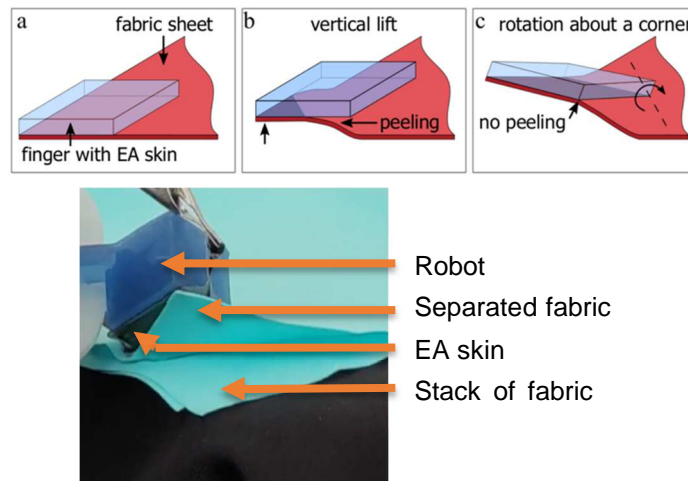 a
fabric sheet
finger with EA skin
b
vertical lift
peeling
c
rotation about a corner
no peeling
Robot
Separated fabric
EA skin
Stack of fabric